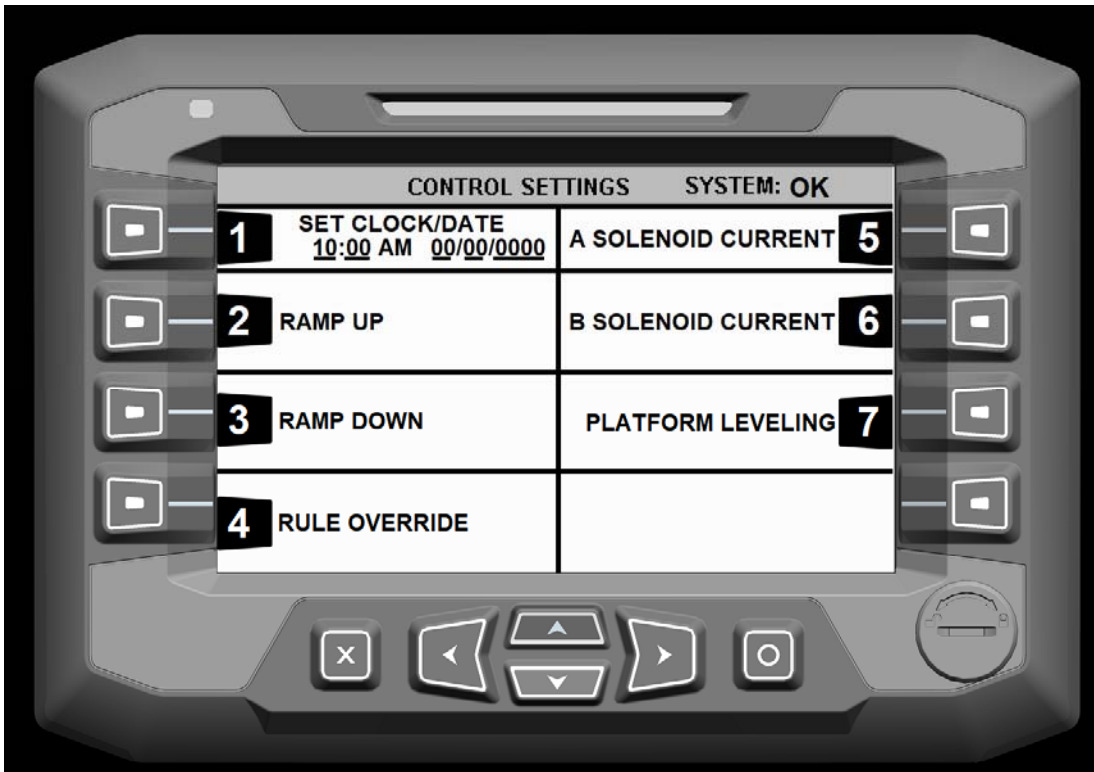 CONTROL SETTINGS SYSTEM: OK
1 SET CLOCK/DATE
10:00 AM 00/00/0000
A SOLENOID CURRENT 5
2 RAMP UP
B SOLENOID CURRENT 6
3 RAMP DOWN
PLATFORM LEVELING 7
4 RULE OVERRIDE
X
O